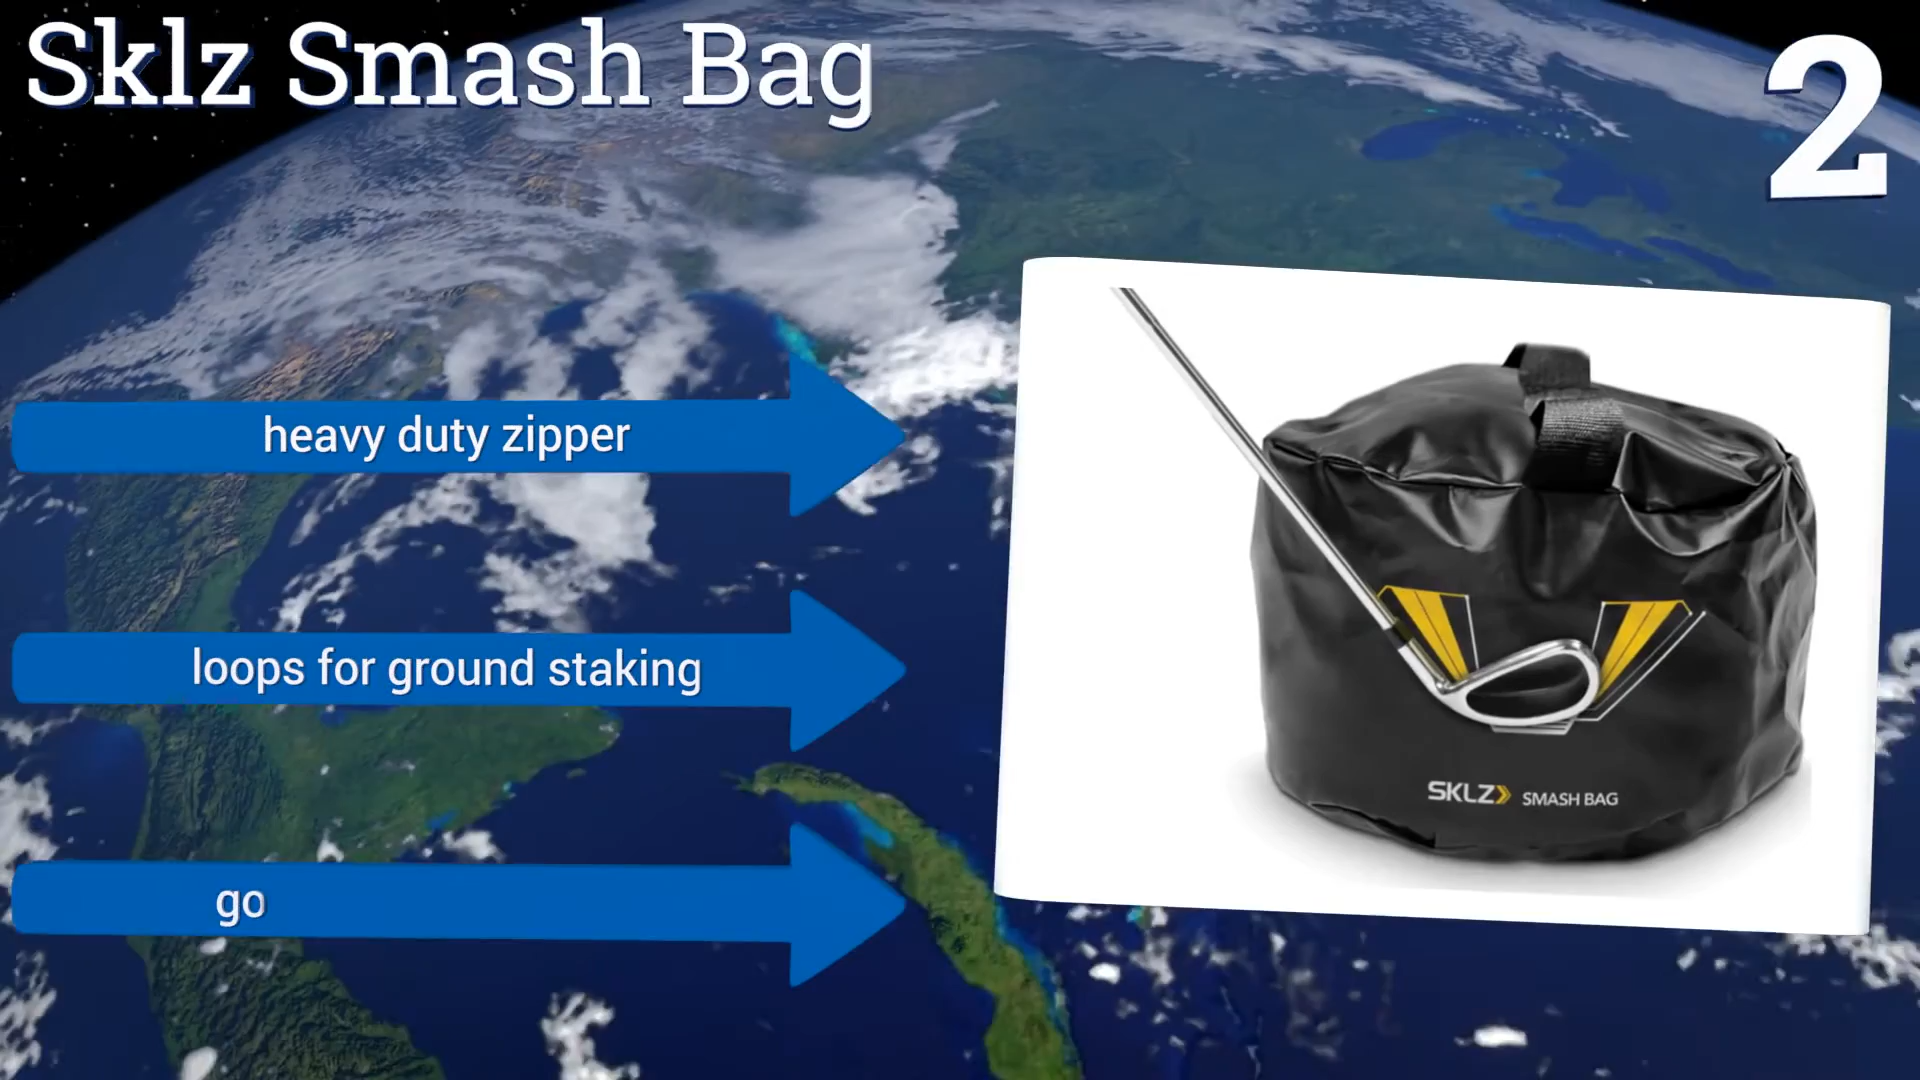 Sklz Smash Bag
2
heavy duty zipper
loops for ground staking
go
SKLZ SMASH BAG